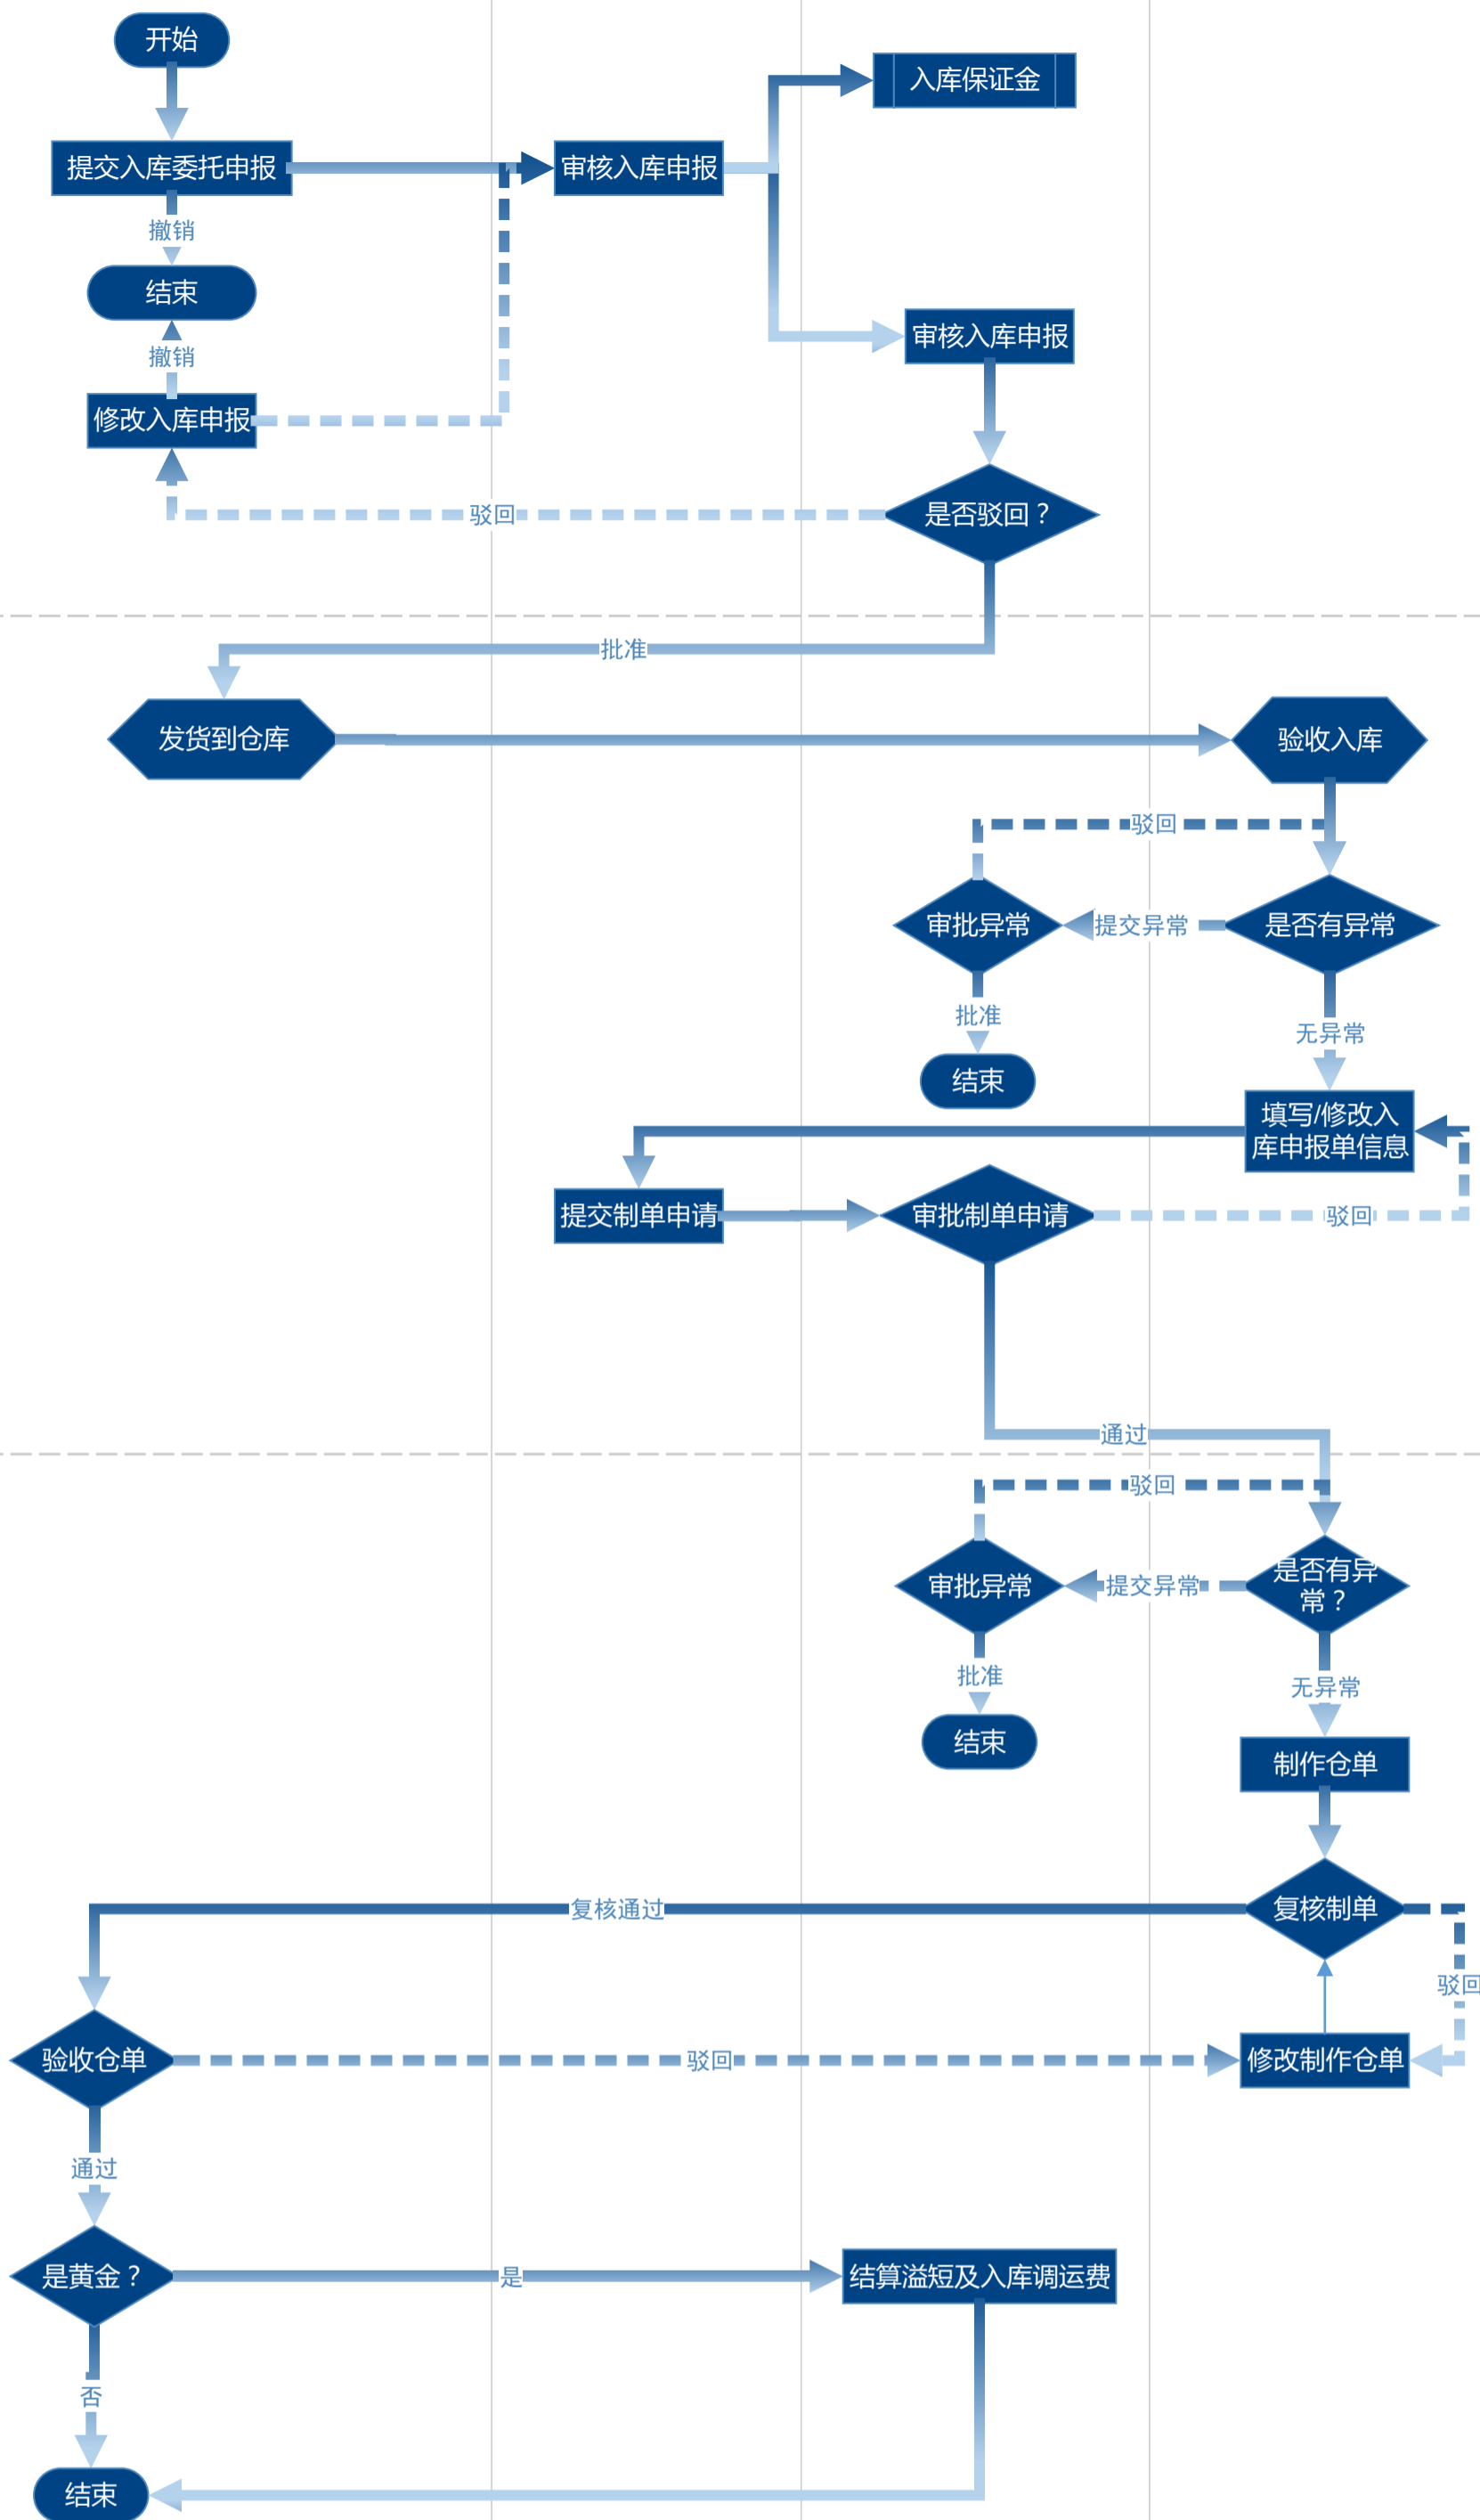 开始
入库保证金
提交入库委托申报
审核入库申报
撤销
结束
审核入库申报
撤销
修改入库申报
驳回
是否驳回？
批准
发货到仓库
验收入库
驳回
审批异常
提交异常
是否有异常
批准
无异常
结束
填写/修改入
库申报单信息
提交制单申请
审批制单申请
驳回
通过
驳回
审批异常
提交异常
是否有异
常？
批准
无异常
结束
制作仓单
复核通过
复核制单
驳回
验收仓单
驳回
修改制作仓单
通过
是黄金？
是
结算溢短及入库调运费
否
结束